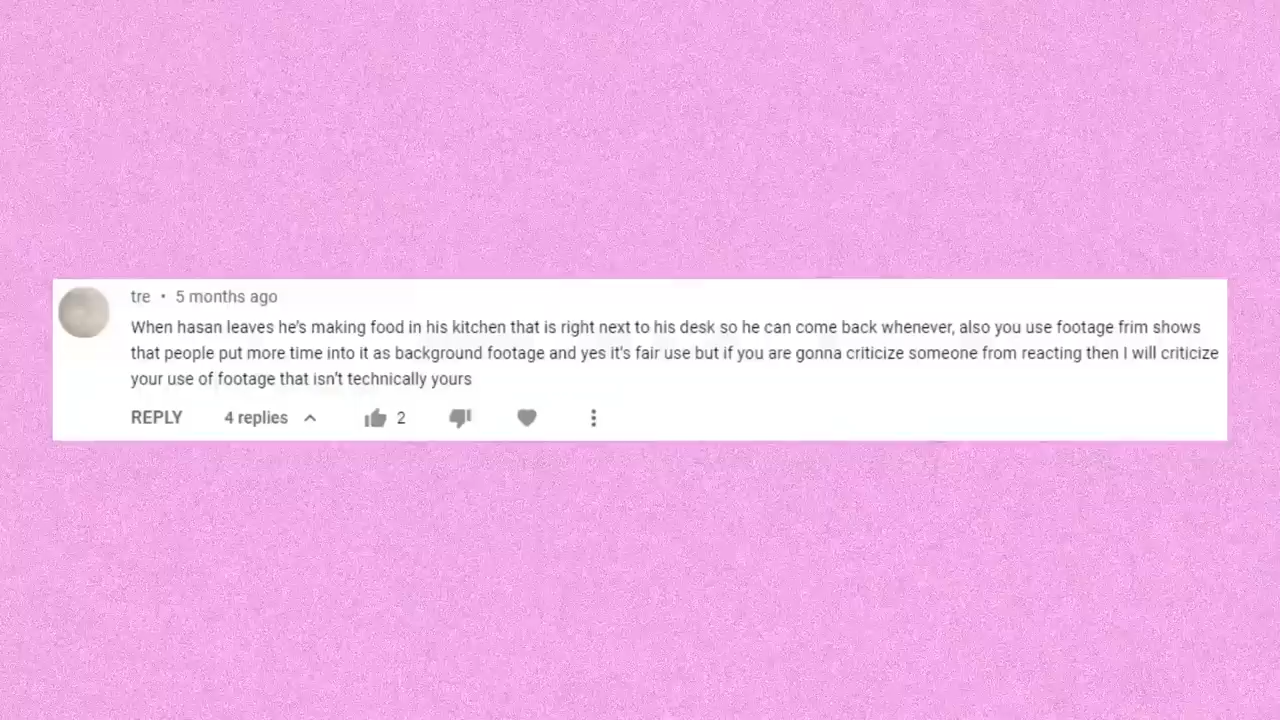 tre • 5 months ago
When hasan leaves he's making food in his kitchen that is right next to his desk so he can come back whenever, also you use footage frim shows
that people put more time into it as background footage and yes it's fair use but if you are gonna criticize someone from reacting then I will criticize
your use of footage that isn't technically yours
REPLY 4 replies 2